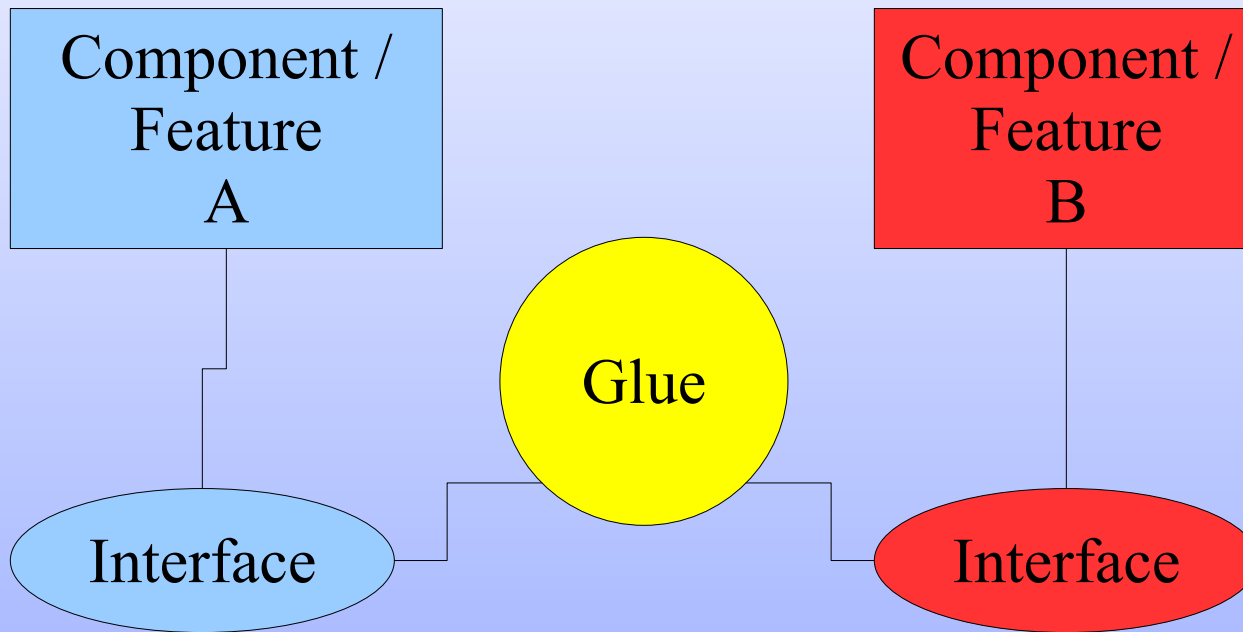 Component /
Feature
A
Component /
Feature
B
Glue
Interface
Interface